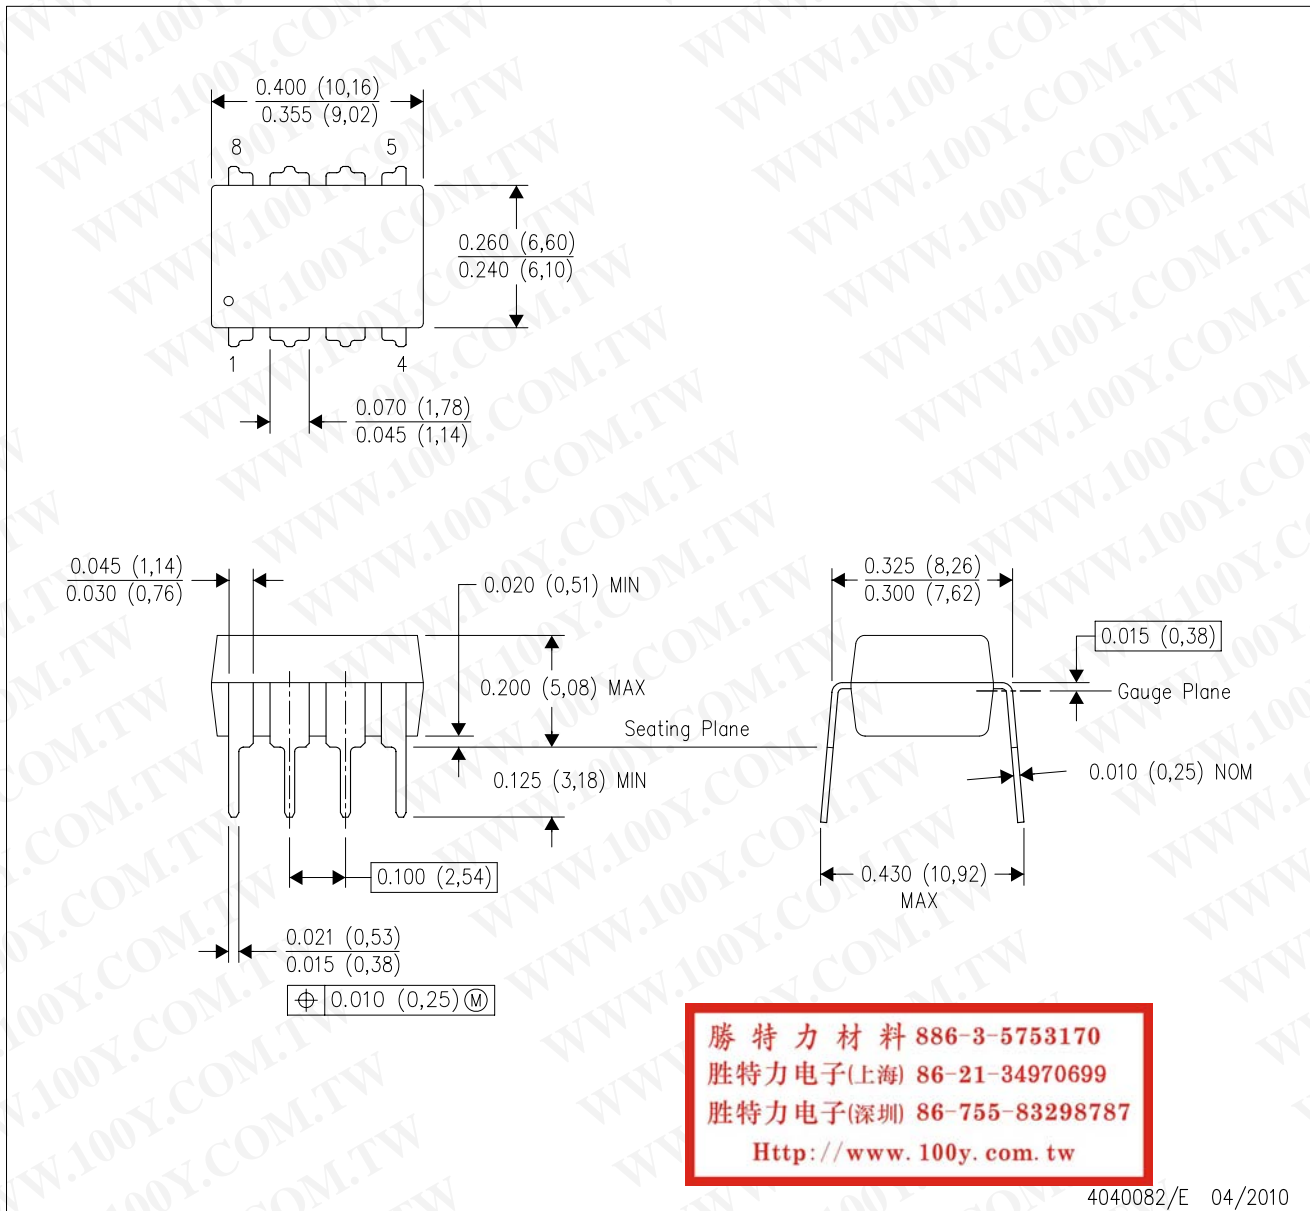 0.400 (10,16)
0.355 (9,02)
8 5
0.260 (6,60)
0.240 (6,10)
1 4
0.070 (1,78)
0.045 (1,14)
0.045 (1,14)
0.030 (0,76)
0.020 (0,51) MIN
0.325 (8,26)
0.300 (7,62)
0.015 (0,38)
0.200 (5,08) MAX
Gauge Plane
Seating Plane
0.125 (3,18) MIN
0.010 (0,25) NOM
0.100 (2,54)
0.430 (10,92)
MAX
0.021 (0,53)
0.015 (0,38)
⌖ 0.010 (0,25) Ⓜ
勝特力材料 886-3-5753170
胜特力电子(上海) 86-21-34970699
胜特力电子(深圳) 86-755-83298787
Http://www.100y.com.tw
4040082/E 04/2010
WWW.100Y.COM.TW